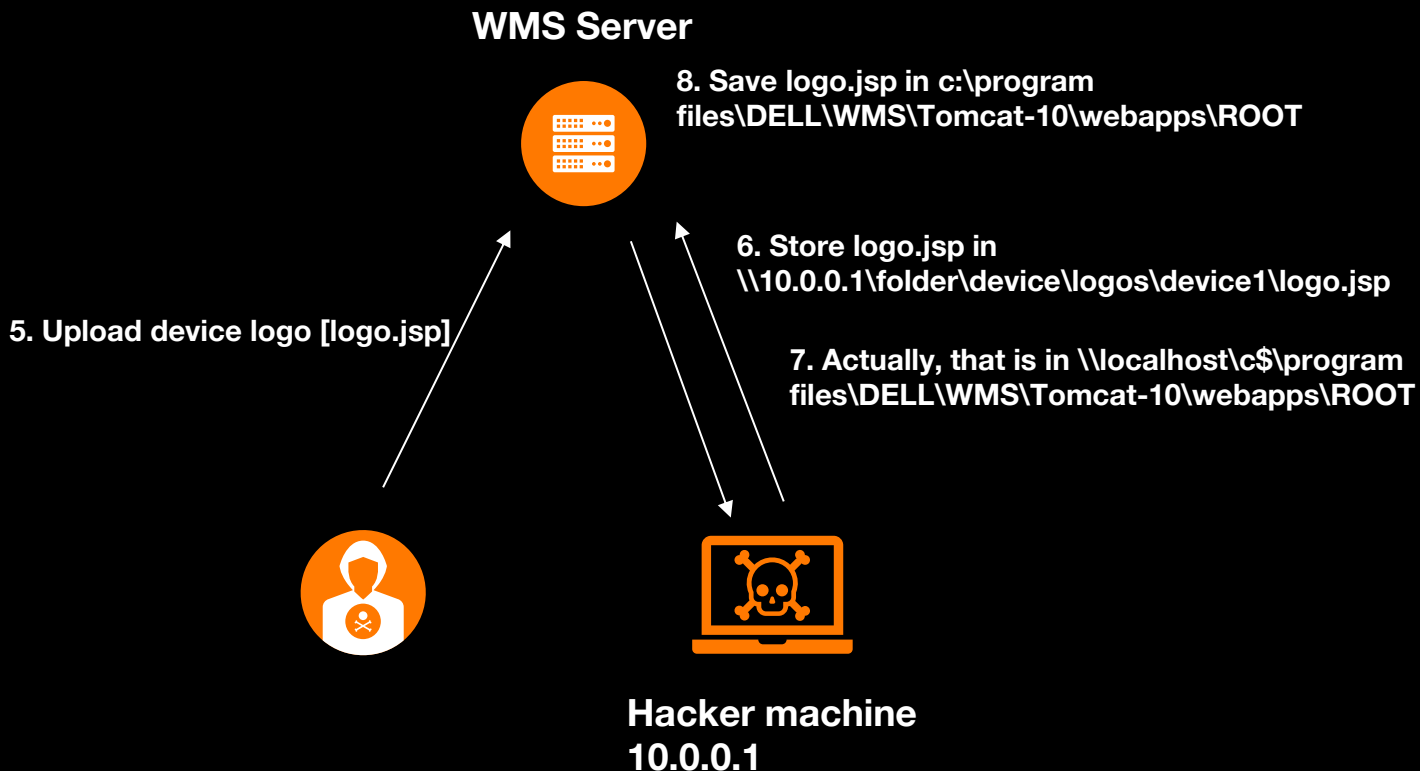 WMS Server
8. Save logo.jsp in c:\program
files\DELL\WMS\Tomcat-10\webapps\ROOT
6. Store logo.jsp in
\\10.0.0.1\folder\device\logos\device1\logo.jsp
5. Upload device logo [logo.jsp]
7. Actually, that is in \\localhost\c$\program
files\DELL\WMS\Tomcat-10\webapps\ROOT
Hacker machine
10.0.0.1